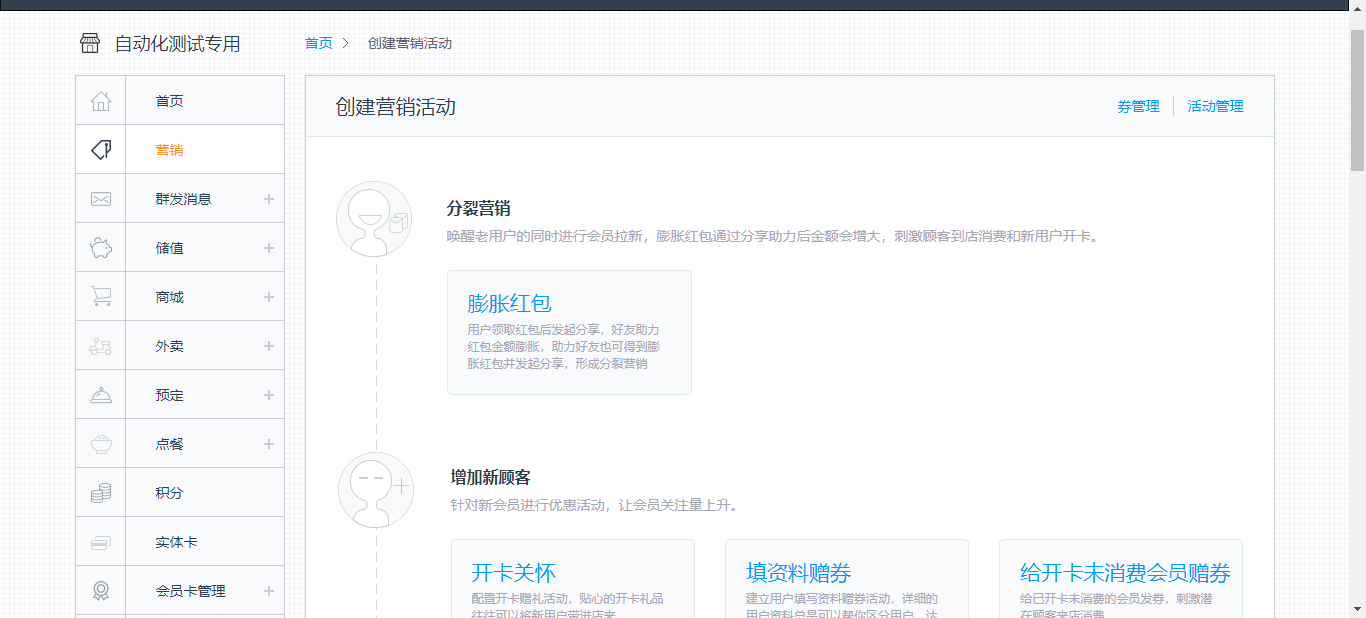 自动化测试专用
首页 > 创建营销活动
首页
营销
群发消息
储值
商城
外卖
预定
点餐
积分
实体卡
会员卡管理
创建营销活动
券管理
活动管理
分裂营销
唤醒老用户的同时进行会员拉新，膨胀红包通过分享助力后金额会增大，刺激顾客到店消费和新用户开卡。
膨胀红包
用户领取红包后发起分享，好友助力
红包金额膨胀，助力好友也可得到膨
胀红包并发起分享，形成分裂营销
增加新顾客
针对新会员进行优惠活动，让会员关注量上升。
开卡关怀
配置开卡赠礼活动，贴心的开卡礼品
往往可以将新用户带进店来
填资料赠券
建立用户填写资料赠券活动，详细的
用户资料总是可以帮你区分用户，达
给开卡未消费会员赠券
给已开卡未消费的会员发券，刺激潜
在顾客来店消费